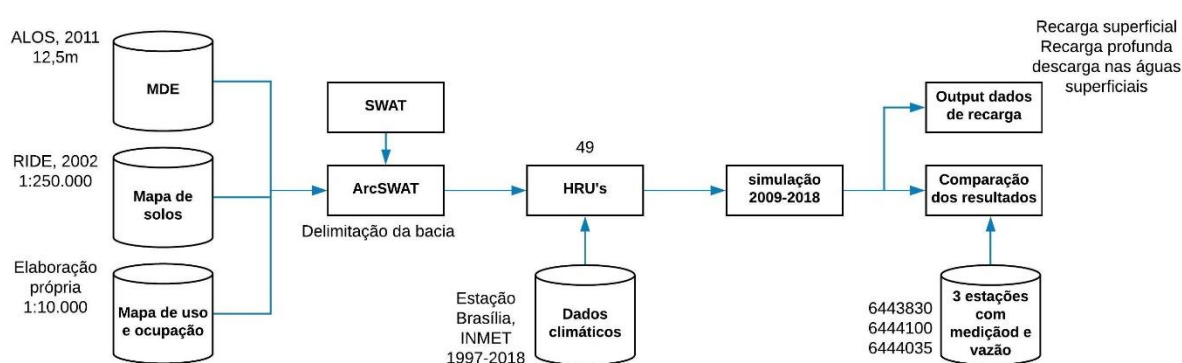 ALOS, 2011
12,5m
MDE
RIDE, 2002
1:250.000
Mapa de
solos
Elaboração
própria
1:10.000
Mapa de uso
e ocupação
SWAT
ArcSWAT
Delimitação da bacia
49
HRU's
Estação
Brasília,
INMET
1997-2018
Dados
climáticos
simulação
2009-2018
Recarga superficial
Recarga profunda
descarga nas águas
superficiais
Output dados
de recarga
Comparação
dos resultados
6443830
6444100
6444035
3 estações
com
mediçãod e
vazão